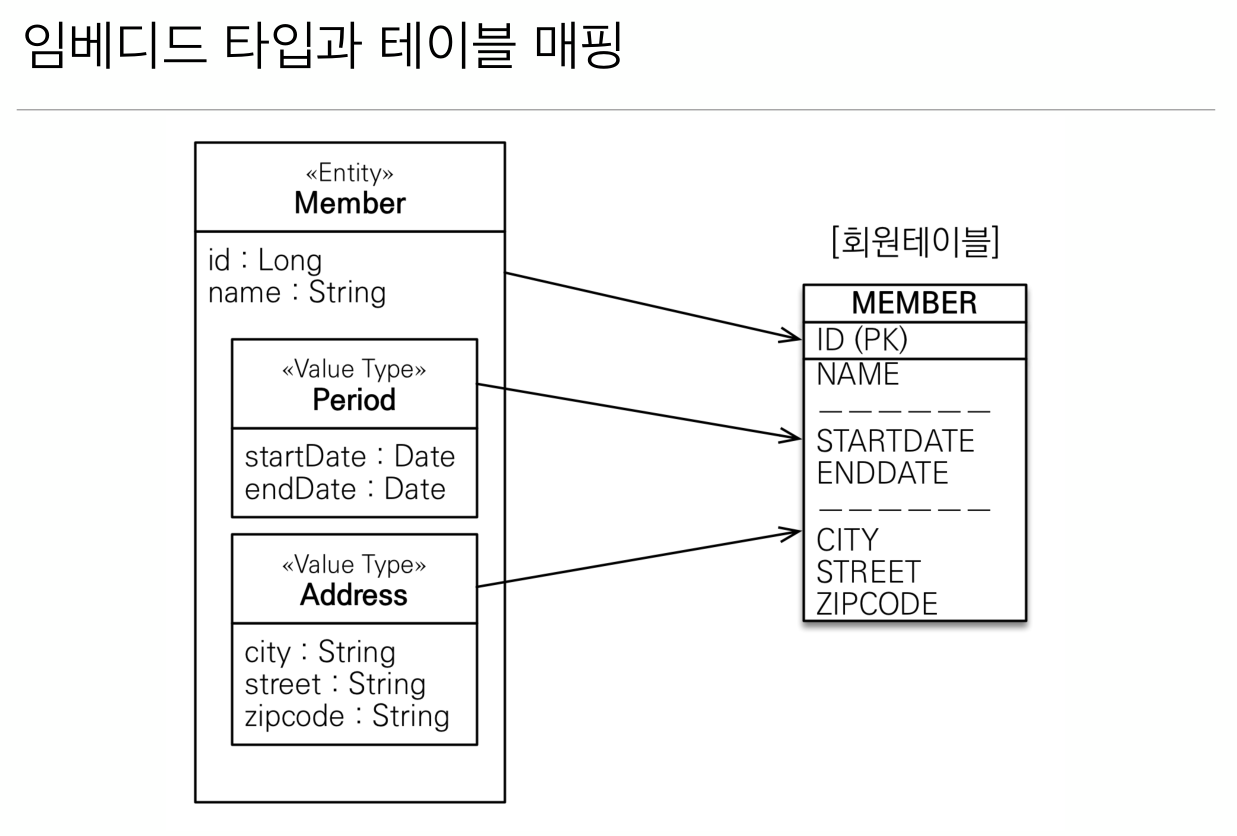 임베디드 타입과 테이블 매핑
«Entity»
Member
id : Long
name : String
«Value Type»
Period
startDate : Date
endDate : Date
«Value Type»
Address
city : String
street : String
zipcode : String
[회원테이블]
MEMBER
ID (PK)
NAME
STARTDATE
ENDDATE
CITY
STREET
ZIPCODE